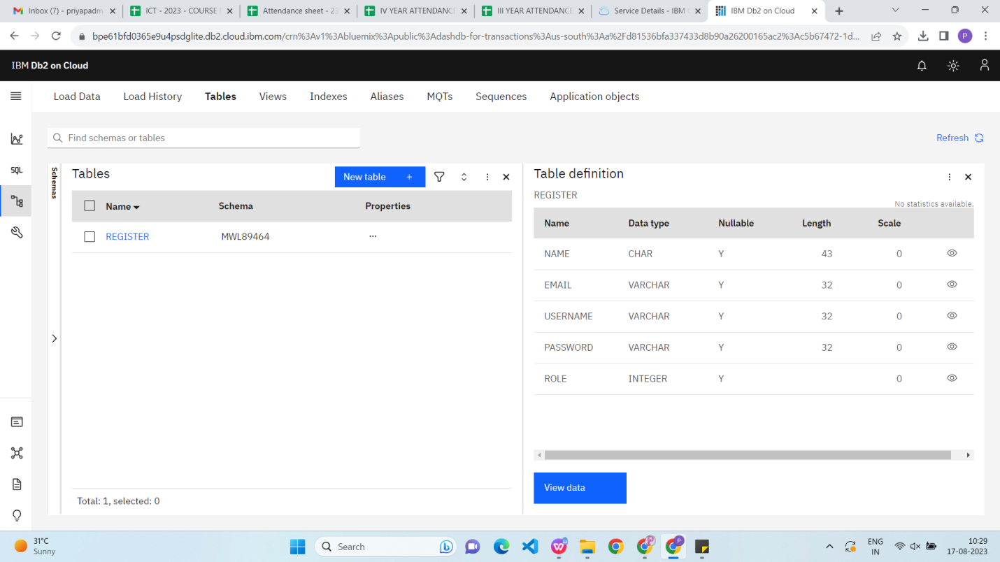 Inbox (7) - priyapadm
ICT - 2023 - COURSE
Attendance sheet - 23
IV YEAR ATTENDANCE
III YEAR ATTENDANCE
Service Details - IBM
IBM Db2 on Cloud
bpe61bfd0365e9u4psdglite.db2.cloud.ibm.com/crn%3Av1%3Abluemix%3Apublic%3Adashdb-for-transactions%3Aus-south%3Aa%2Fd81536bfa337433d8b90a26200165ac2%3Ac5b67472-1d...
P
IBM Db2 on Cloud
Load Data Load History Tables Views Indexes Aliases MQTs Sequences Application objects
SQL
Find schemas or tables
Refresh
Schemas
Tables
New table +
Name Schema Properties
REGISTER MWL89464 ...
Total: 1, selected: 0
Table definition
REGISTER
No statistics available.
Name Data type Nullable Length Scale
NAME CHAR Y 43 0
EMAIL VARCHAR Y 32 0
USERNAME VARCHAR Y 32 0
PASSWORD VARCHAR Y 32 0
ROLE INTEGER Y 0
View data
31°C
Sunny
Search
ENG
IN
10:29
17-08-2023